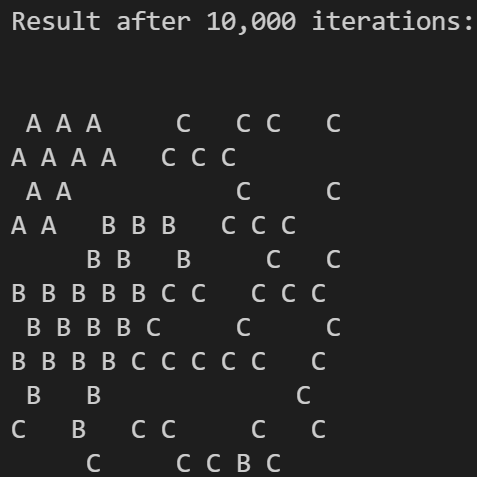 Result after 10,000 iterations:
 A A A     C   C C   C
A A A A   C C C
 A A           C     C
A A   B B B   C C C
     B B   B     C   C
B B B B B C C   C C C
 B B B B C     C     C
B B B B C C C C C   C
 B   B             C
C   B   C C     C   C
     C     C C B C